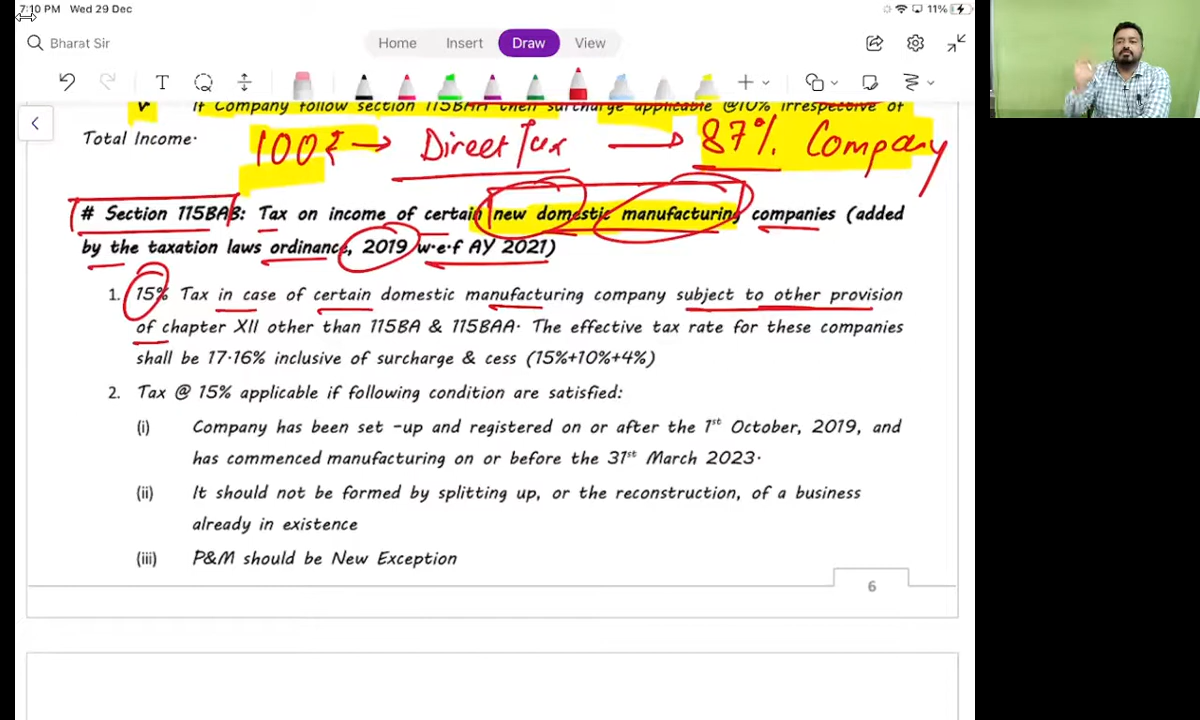 7:10 PM Wed 29 Dec
11%
Bharat Sir
Home Insert Draw View
T
If Company follow section 115BAA then surcharge applicable @10% irrespective of
Total Income.
100₹ → Direct Tax → 87% Company
# Section 115BAB: Tax on income of certain new domestic manufacturing companies (added
by the taxation laws ordinance, 2019 w.e.f AY 2021)
1. 15% Tax in case of certain domestic manufacturing company subject to other provision
of chapter XII other than 115BA & 115BAA. The effective tax rate for these companies
shall be 17.16% inclusive of surcharge & cess (15%+10%+4%)
2. Tax @ 15% applicable if following condition are satisfied:
(i) Company has been set -up and registered on or after the 1st October, 2019, and
has commenced manufacturing on or before the 31st March 2023.
(ii) It should not be formed by splitting up, or the reconstruction, of a business
already in existence
(iii) P&M should be New Exception
6